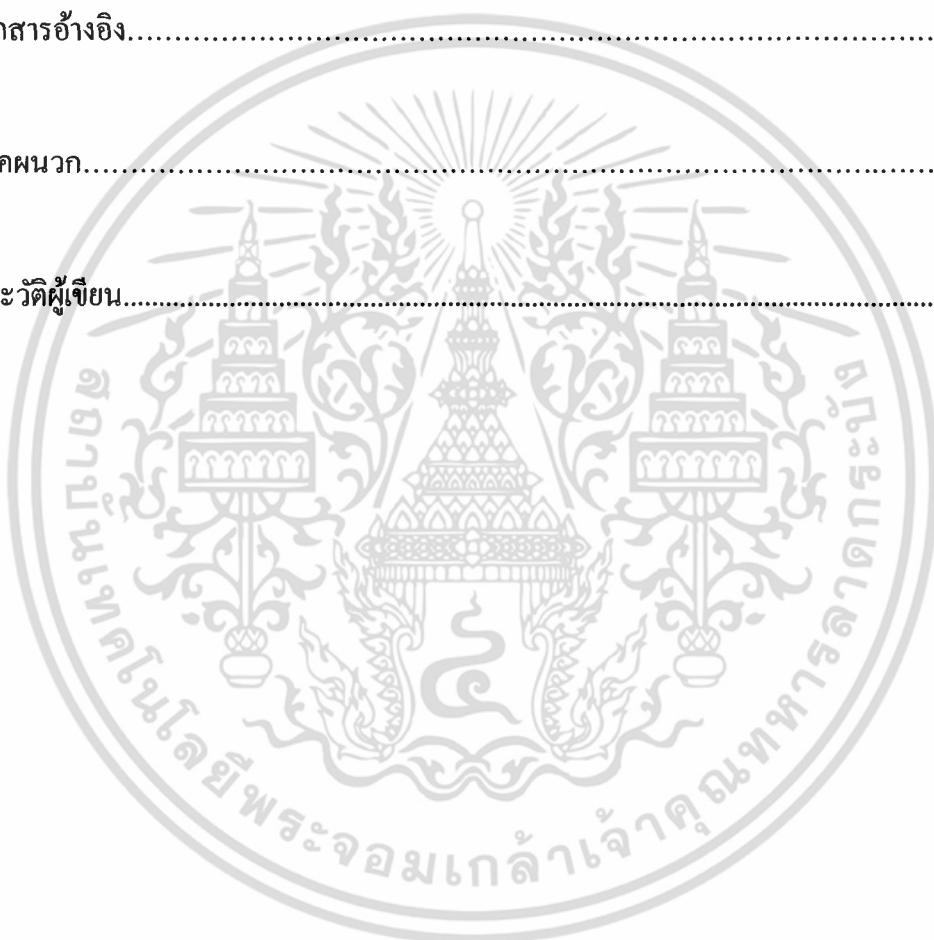 กสารอ้างอิง
คผนวก
ะวัติผู้เขียน
สถาบันเทคโนโลยีพระจอมเกล้าเจ้าคุณทหารลาดกระบัง
๔